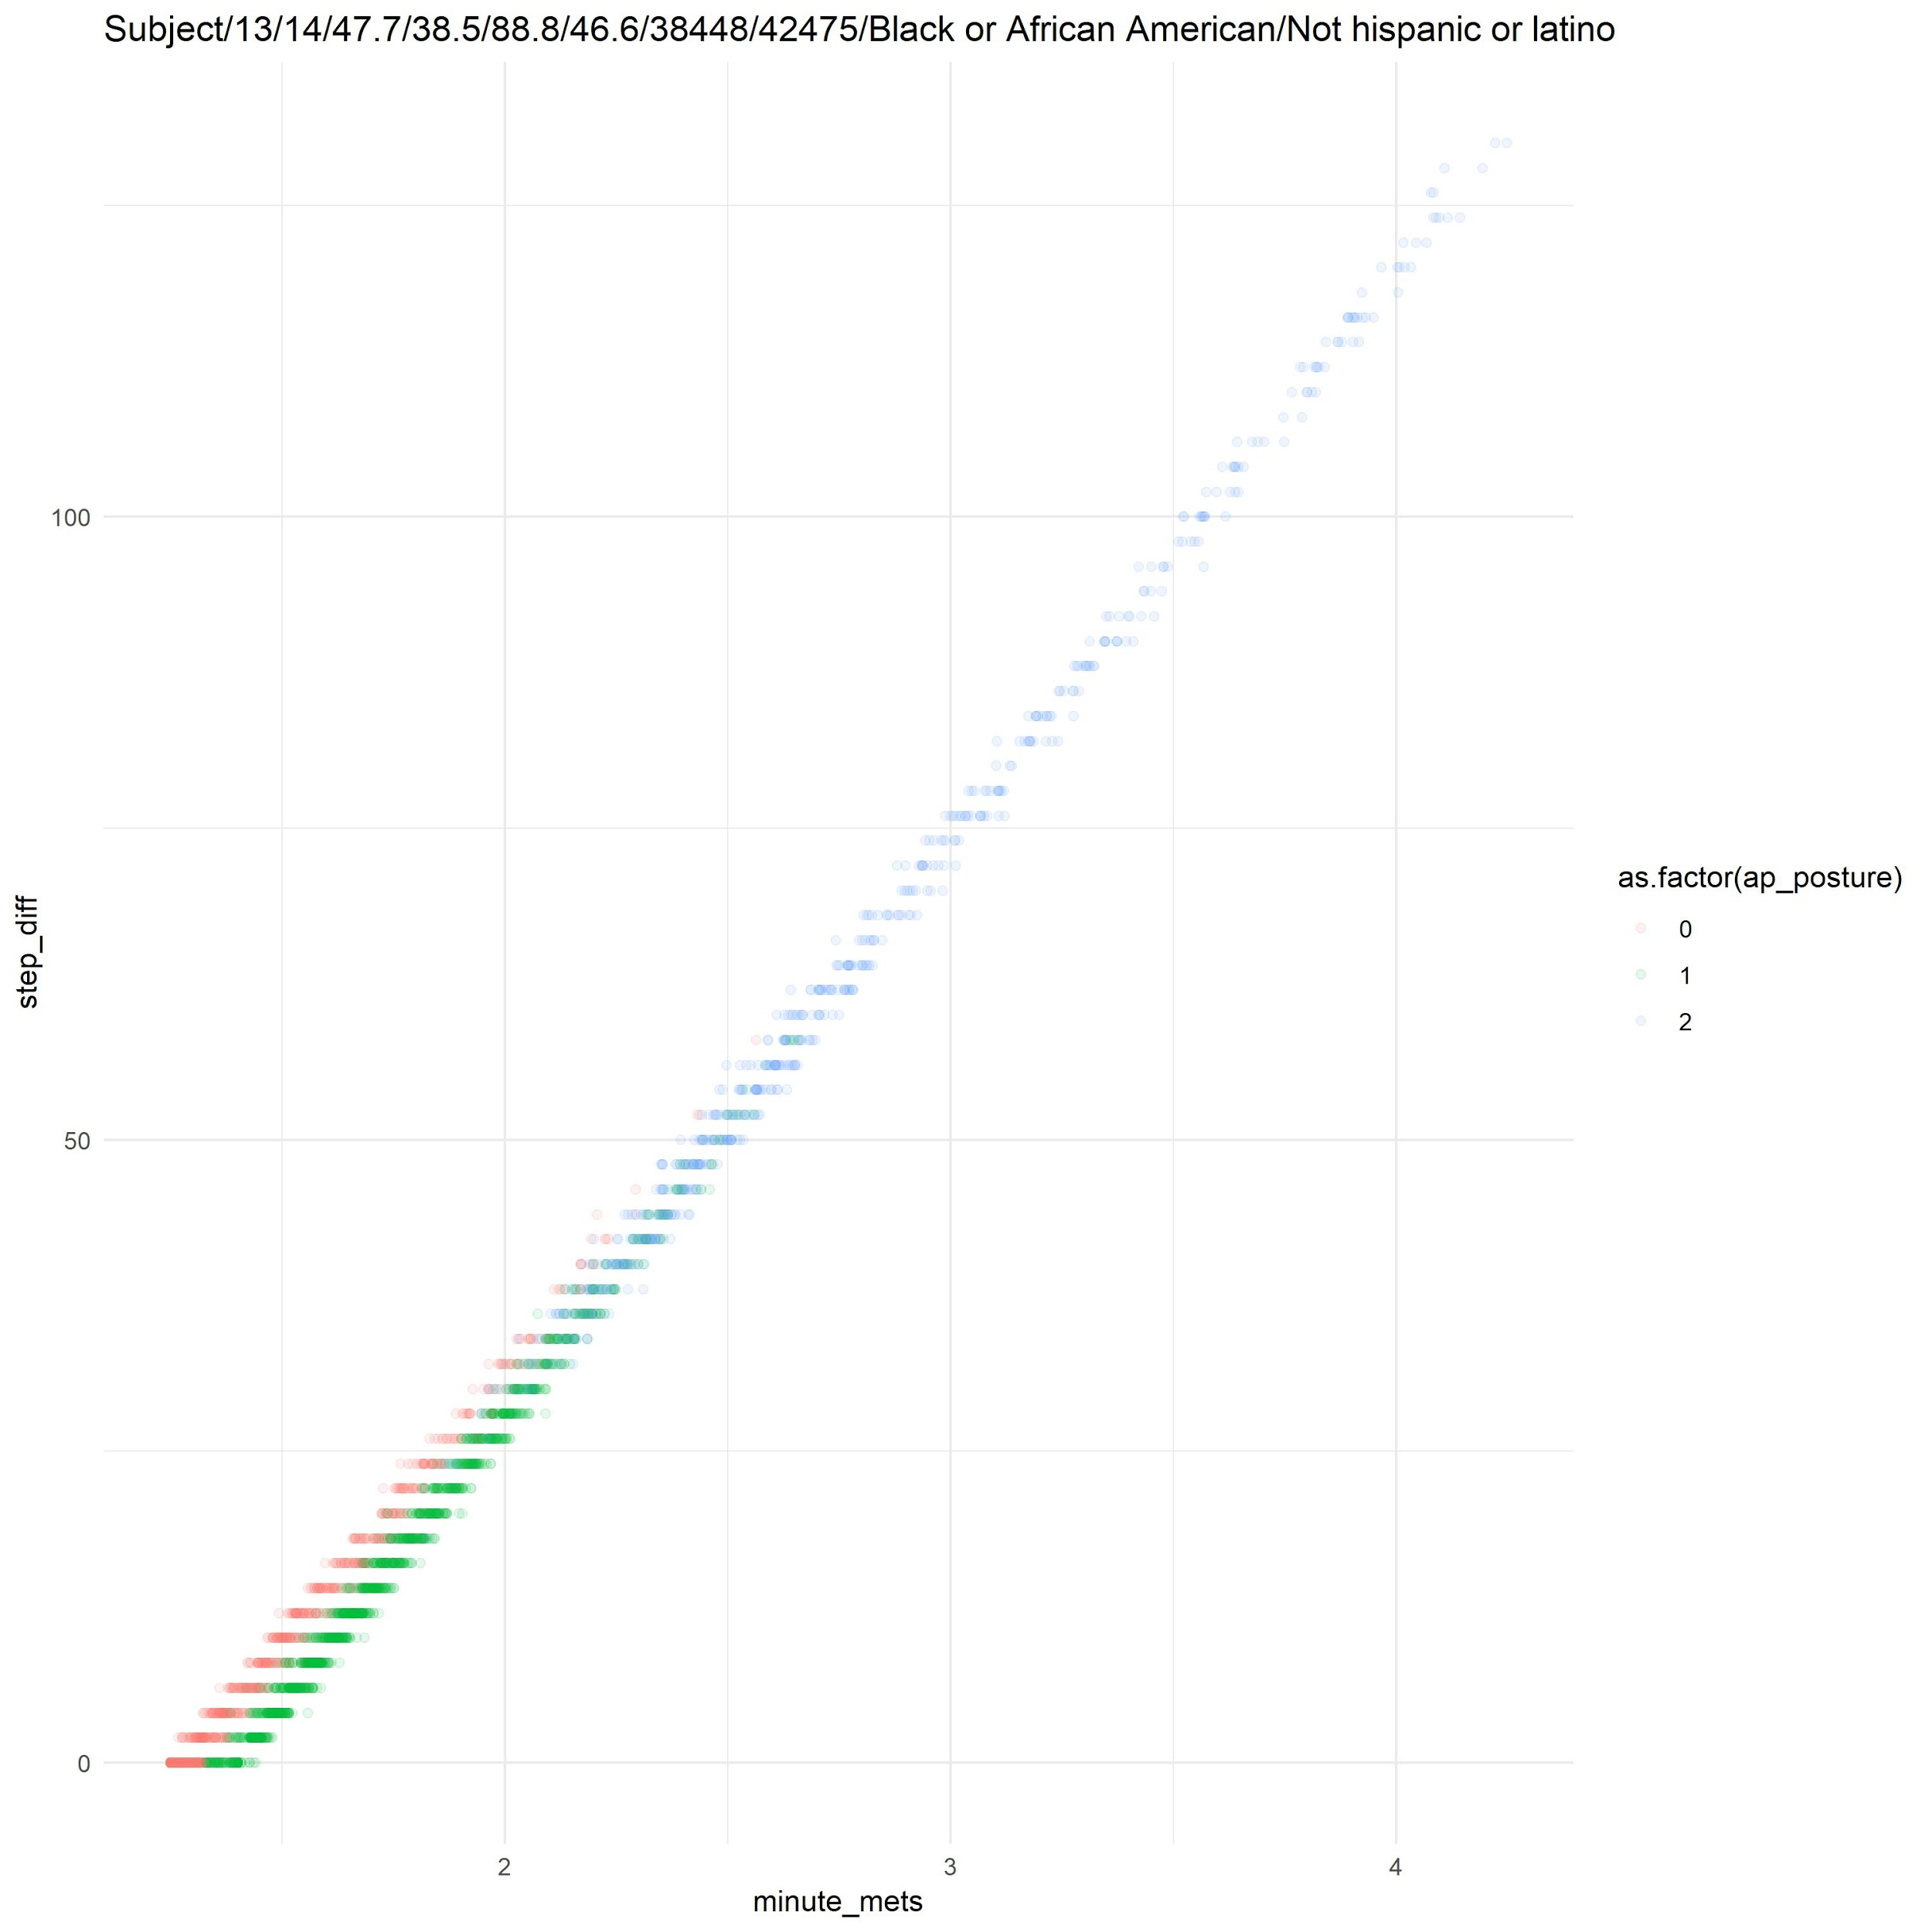 Subject/13/14/47.7/38.5/88.8/46.6/38448/42475/Black or African American/Not hispanic or latino
100
50
0
step_diff
2 3 4
minute_mets
as.factor(ap_posture)
0
1
2